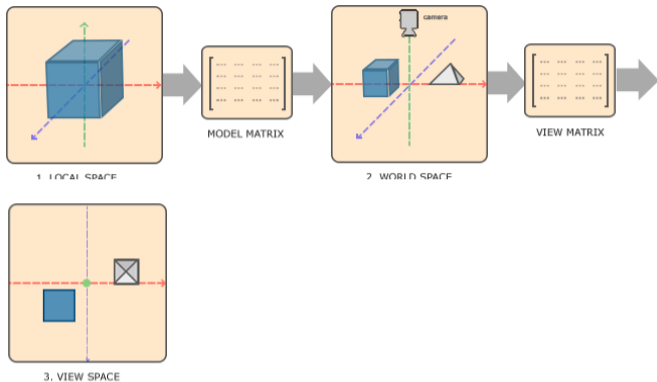 camera
MODEL MATRIX
VIEW MATRIX
1. LOCAL SPACE
2. WORLD SPACE
3. VIEW SPACE